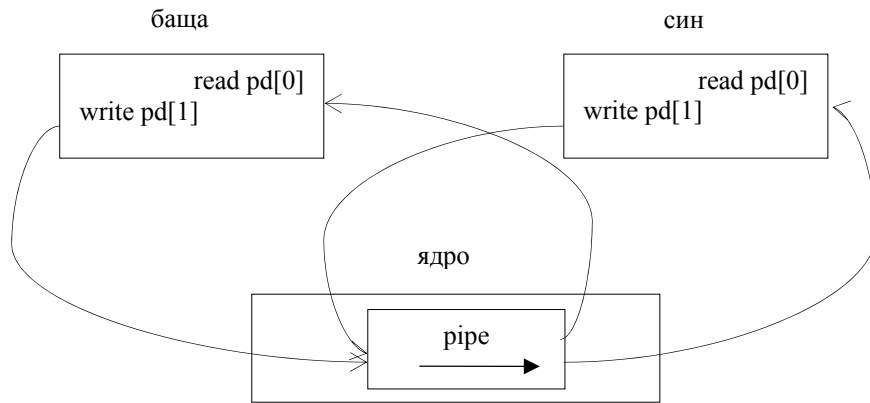 баща
син
read pd[0]
write pd[1]
read pd[0]
write pd[1]
ядро
pipe